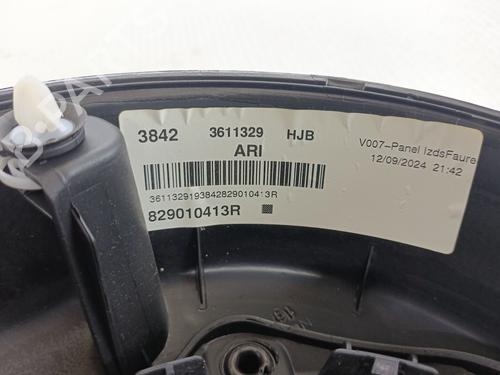 3842 3611329 HJB
ARI
V007-Panel IzdsFaure
12/09/2024 21:42
3611329193842829010413R
829010413R